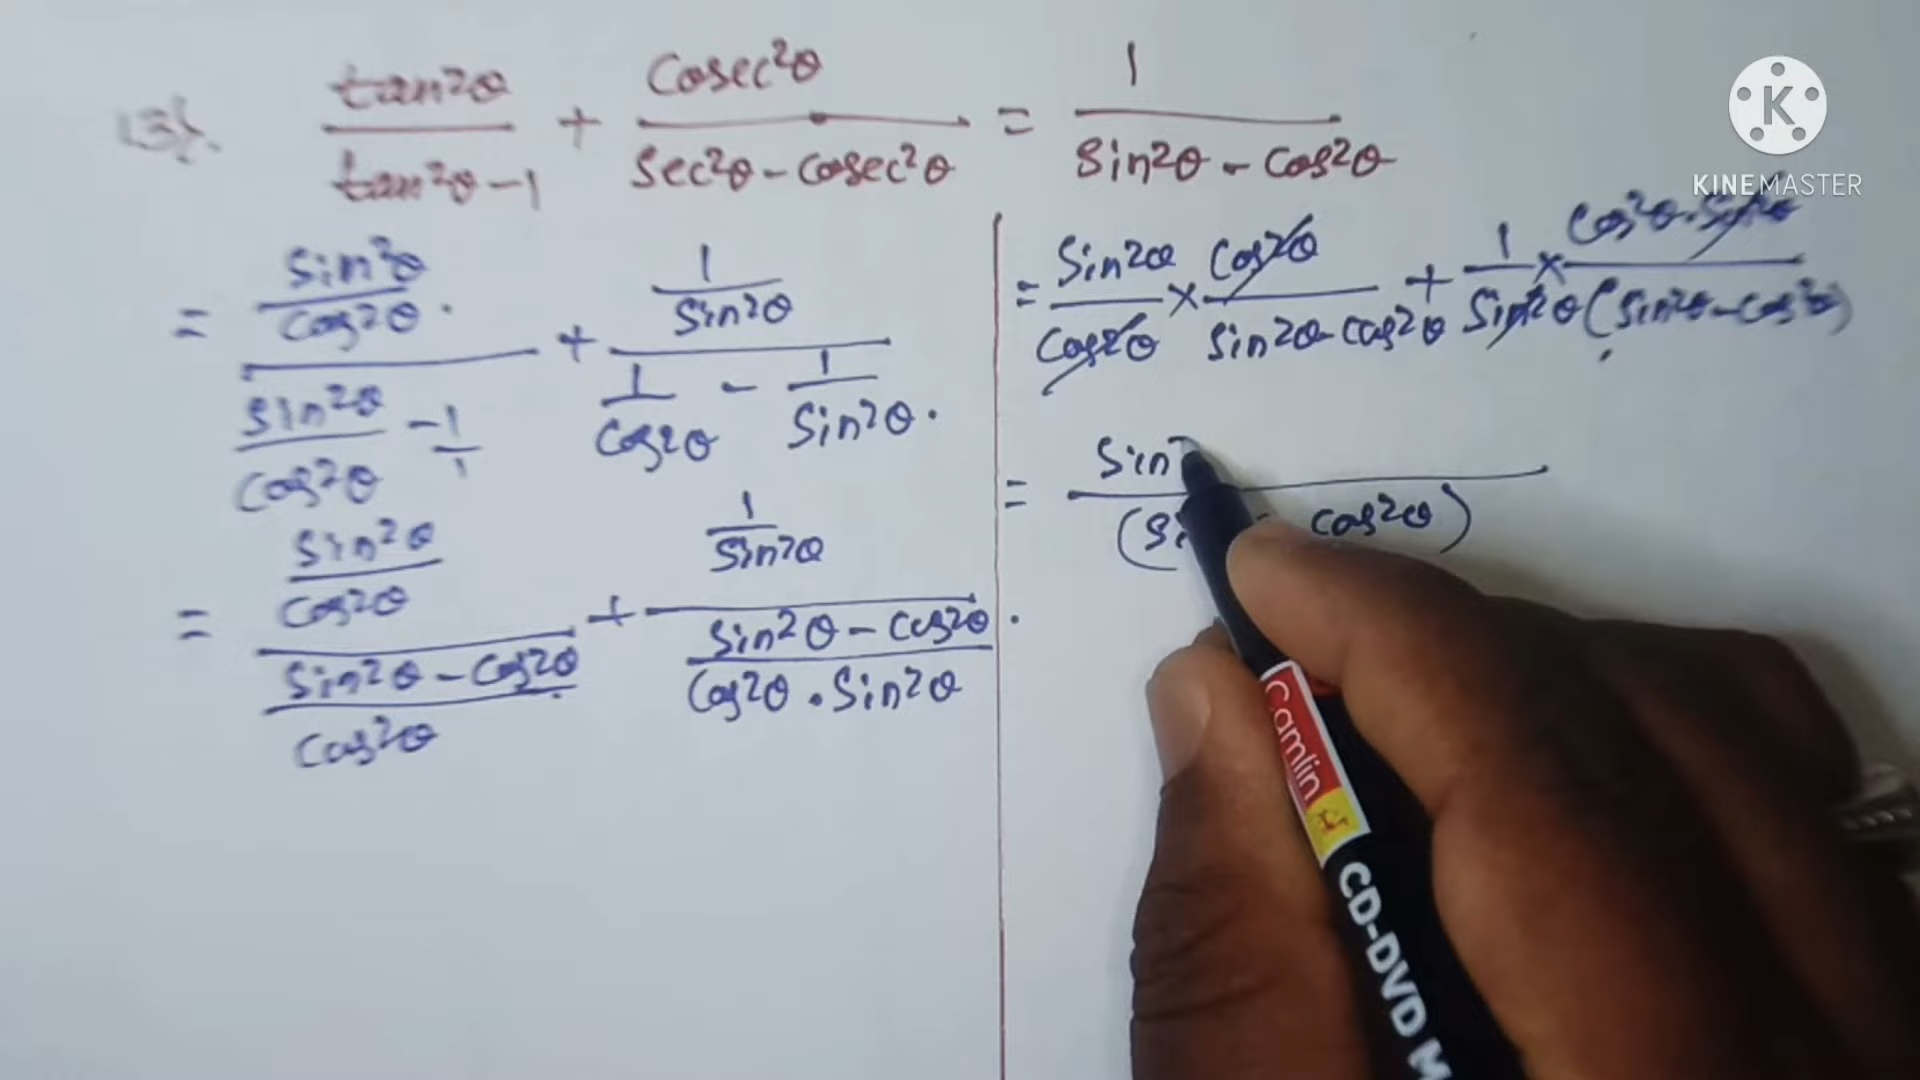 13). tan²θ / tan²θ - 1 + Cosec²θ / Sec²θ - Cosec²θ = 1 / Sin²θ - Cos²θ
= (Sin²θ / Cos²θ) / (Sin²θ / Cos²θ - 1/1) + (1 / Sin²θ) / (1 / Cos²θ - 1 / Sin²θ)
= (Sin²θ / Cos²θ) / (Sin²θ - Cos²θ / Cos²θ) + (1 / Sin²θ) / (Sin²θ - Cos²θ / Cos²θ . Sin²θ)
= Sin²θ / Cos²θ × Cos²θ / Sin²θ - Cos²θ + 1 / Sin²θ × Cos²θ . Sin²θ / (Sin²θ - Cos²θ)
= Sin² / (Si - Cos²θ)
KINEMASTER
Camlin
CD-DVD M